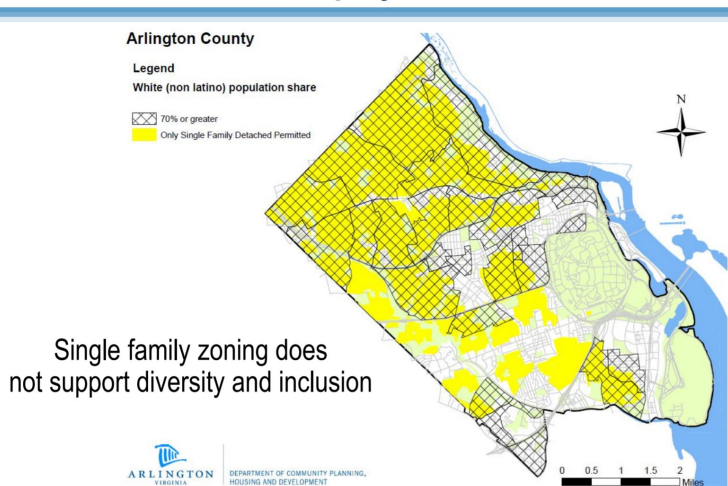 Arlington County
Legend
White (non latino) population share
70% or greater
Only Single Family Detached Permitted
N
Single family zoning does
not support diversity and inclusion
ARLINGTON
VIRGINIA
DEPARTMENT OF COMMUNITY PLANNING,
HOUSING AND DEVELOPMENT
0 0.5 1 1.5 2
Miles